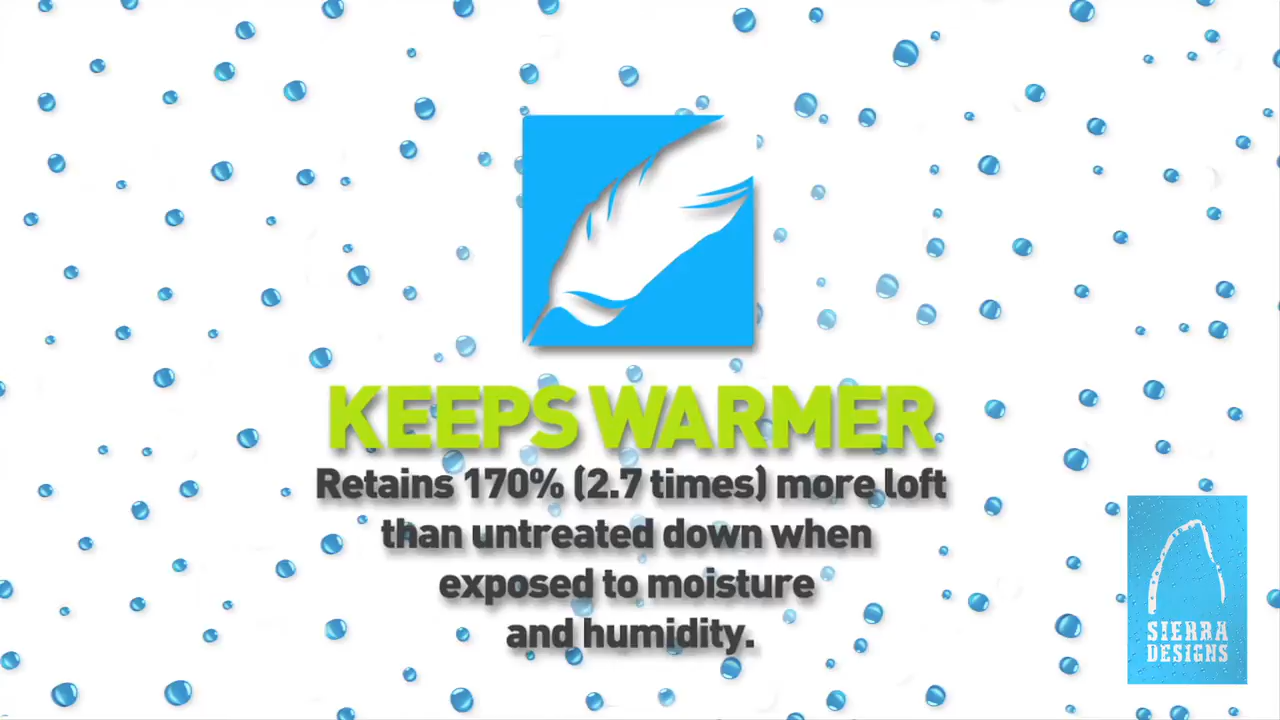 KEEPS WARMER
Retains 170% (2.7 times) more loft
than untreated down when
exposed to moisture
and humidity.
SIERRA
DESIGNS